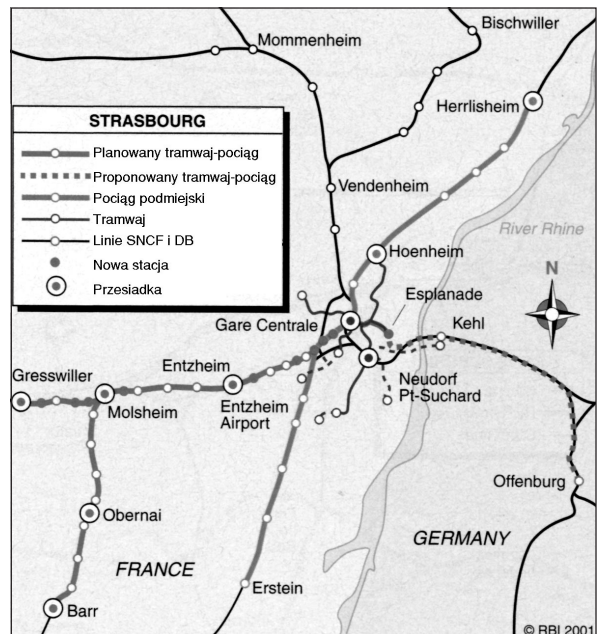 Bischwiller
Mommenheim
Herrlisheim
STRASBOURG
Planowany tramwaj-pociąg
Proponowany tramwaj-pociąg
Pociąg podmiejski
Tramwaj
Linie SNCF i DB
Nowa stacja
Przesiadka
Vendenheim
River Rhine
Hoenheim
N
Esplanade
Gare Centrale
Kehl
Entzheim
Gresswiller
Neudorf
Pt-Suchard
Molsheim
Entzheim
Airport
Offenburg
Obernai
GERMANY
FRANCE
Erstein
Barr
© RBI 2001